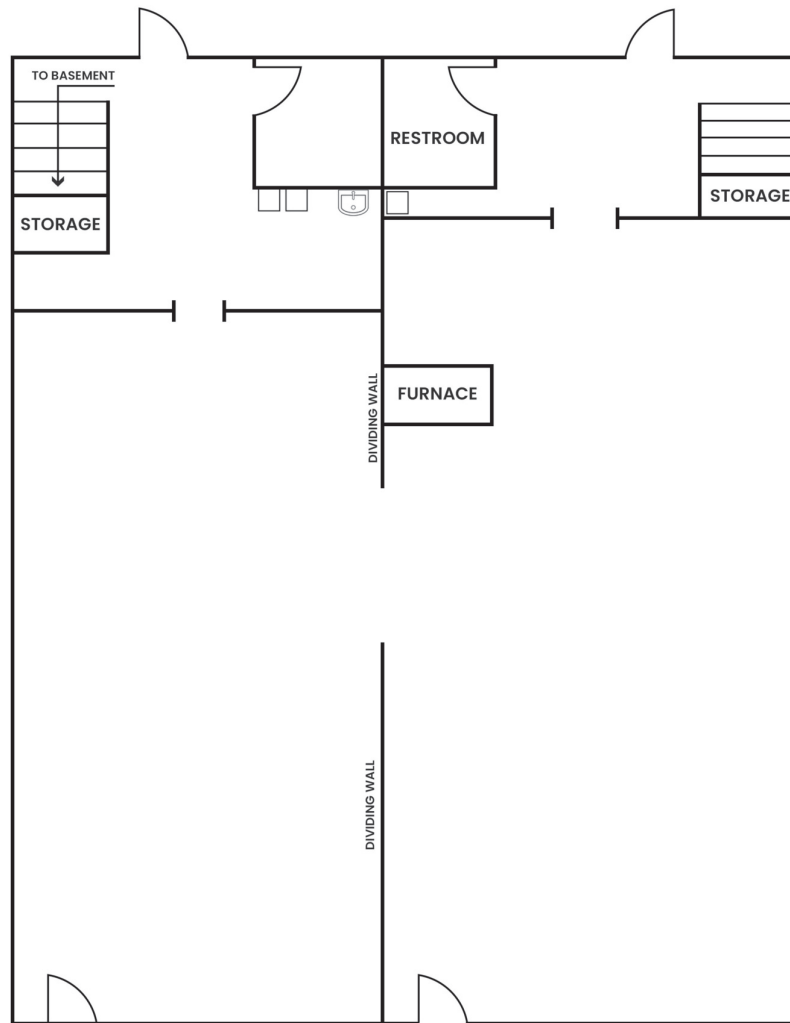 TO BASEMENT
RESTROOM
STORAGE
STORAGE
FURNACE
DIVIDING WALL
DIVIDING WALL